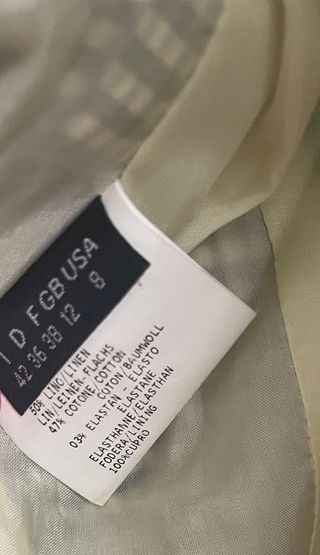 I D F GB USA
42 36 38 12 8
50% LINO/LINEN
LIN/LEINEN-FLACHS
47% COTONE/COTTON
COTON/BAUMWOLL
03% ELASTAN - ELASTO
ELASTANE
ELASTHANNE/ELASTHAN
FODERA/LINING
100%CUPRO